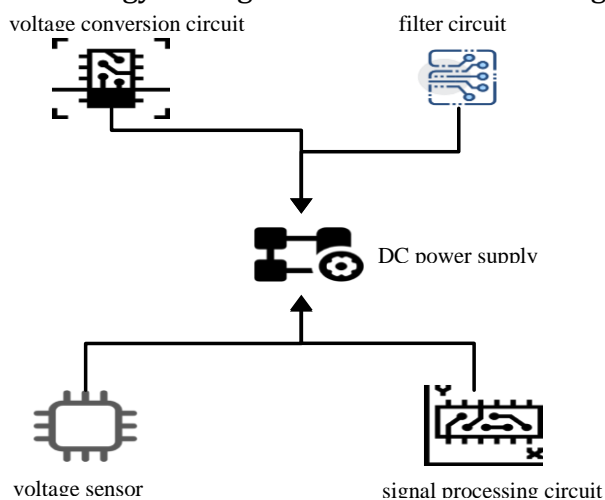 voltage conversion circuit
filter circuit
DC power supply
Y
X
voltage sensor
signal processing circuit